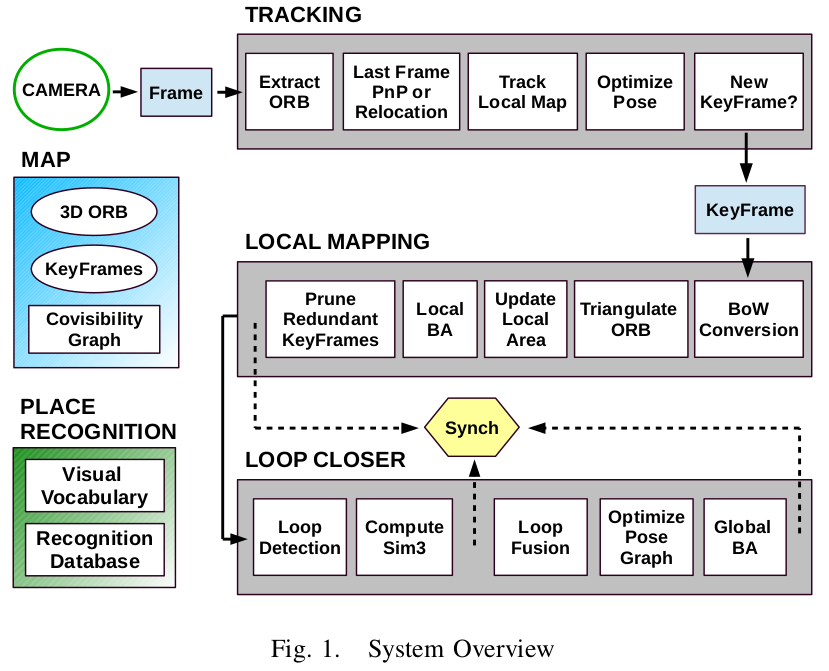 TRACKING
CAMERA
Frame
Extract
ORB
Last Frame
PnP or
Relocation
Track
Local Map
Optimize
Pose
New
KeyFrame?
MAP
3D ORB
KeyFrames
Covisibility
Graph
KeyFrame
LOCAL MAPPING
Prune
Redundant
KeyFrames
Local
BA
Update
Local
Area
Triangulate
ORB
BoW
Conversion
PLACE
RECOGNITION
Visual
Vocabulary
Recognition
Database
Synch
LOOP CLOSER
Loop
Detection
Compute
Sim3
Loop
Fusion
Optimize
Pose
Graph
Global
BA
Fig. 1. System Overview